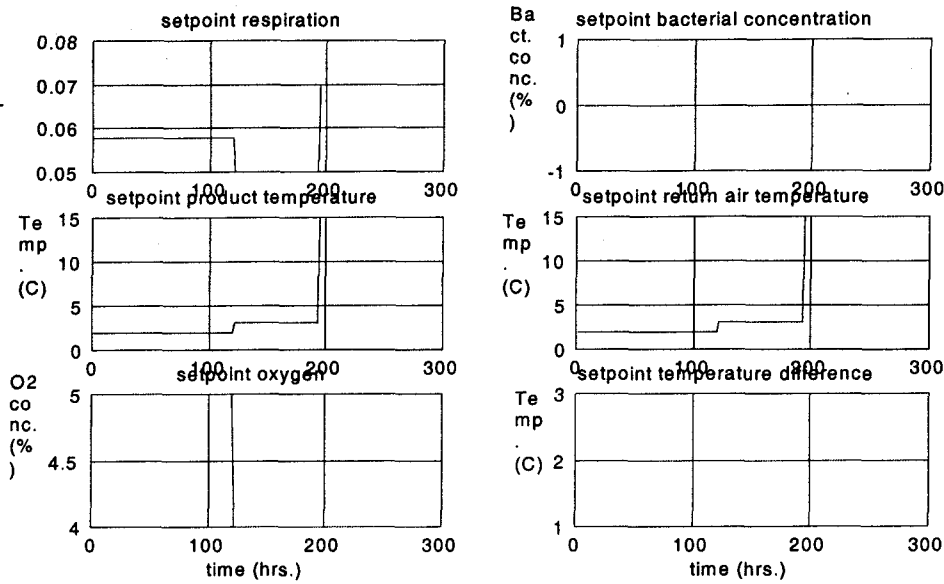 setpoint respiration
0.08
0.07
0.06
0.05
0 100 200 300
Ba
ct.
co
nc.
(%
)
setpoint bacterial concentration
1
0
-1
0 100 200 300
setpoint product temperature
Te
mp
.
(C)
15
10
5
0
0 100 200 300
setpoint return air temperature
Te
mp
.
(C)
15
10
5
0
0 100 200 300
setpoint oxygen
O2
co
nc.
(%
)
5
4.5
4
0 100 200 300
time (hrs.)
setpoint temperature difference
Te
mp
.
(C)
3
2
1
0 100 200 300
time (hrs.)